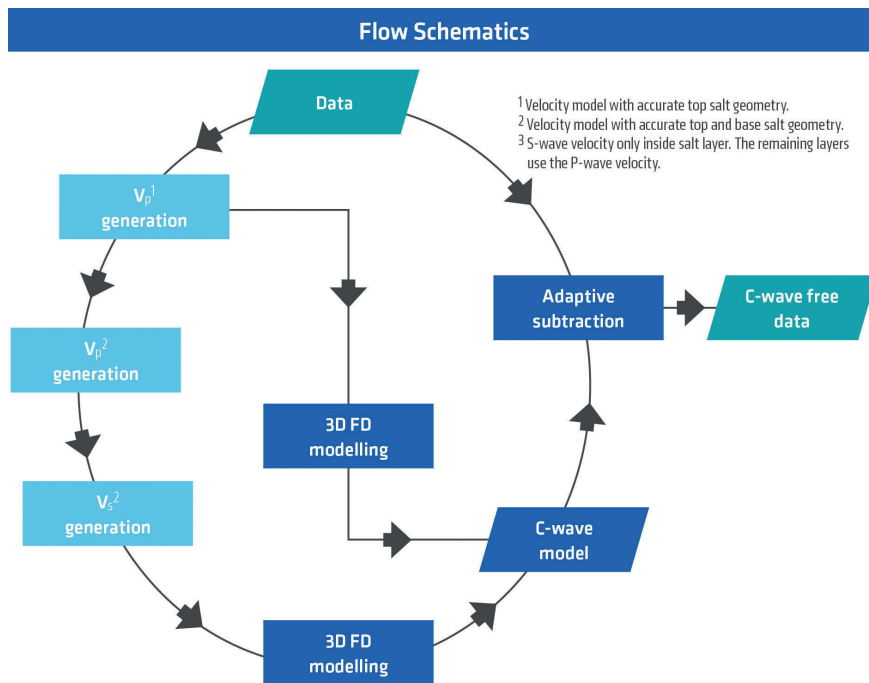 Flow Schematics
Data
¹ Velocity model with accurate top salt geometry.
² Velocity model with accurate top and base salt geometry.
³ S-wave velocity only inside salt layer. The remaining layers
use the P-wave velocity.
Vₚ¹
generation
Adaptive
subtraction
C-wave free
data
Vₚ²
generation
3D FD
modelling
Vₛ²
generation
C-wave
model
3D FD
modelling